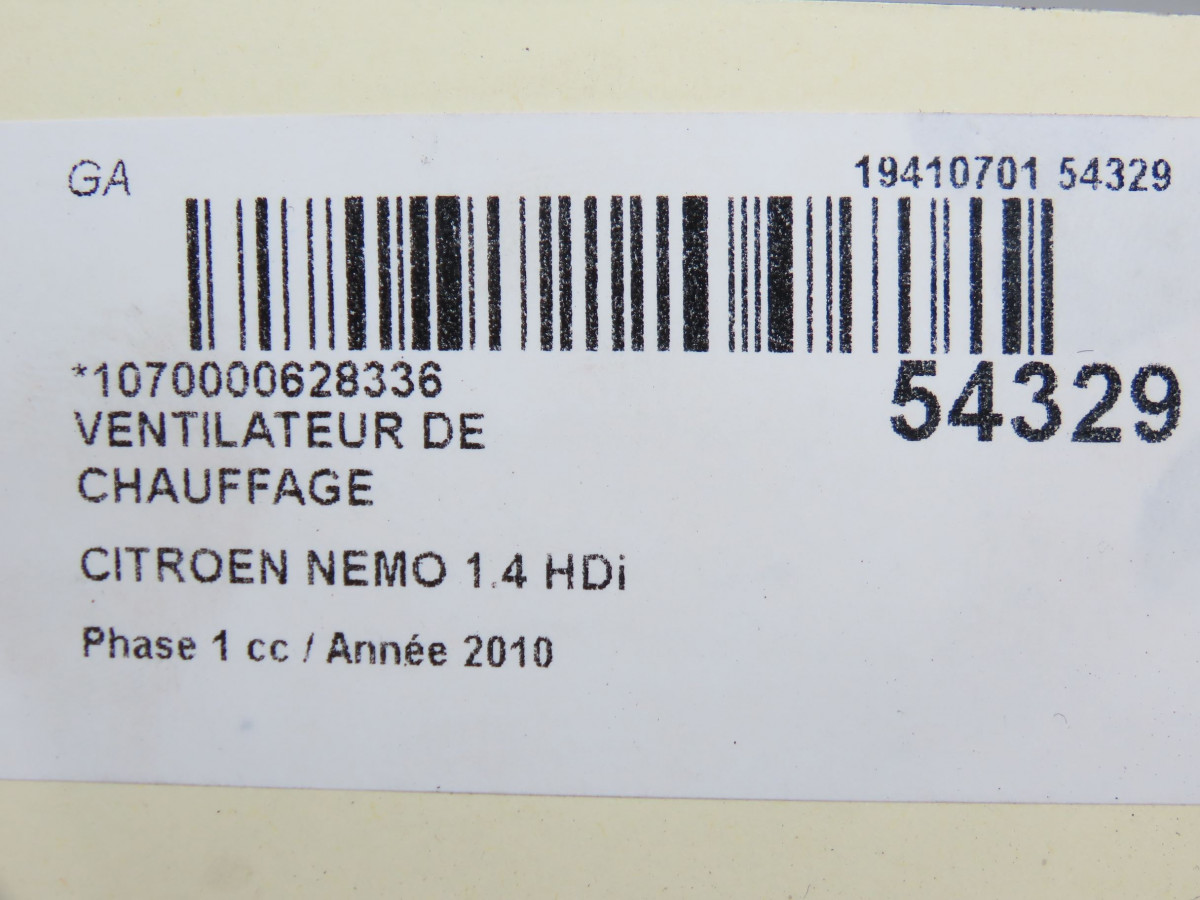 GA
19410701 54329
*1070000628336
54329
VENTILATEUR DE
CHAUFFAGE
CITROEN NEMO 1.4 HDi
Phase 1 cc / Année 2010